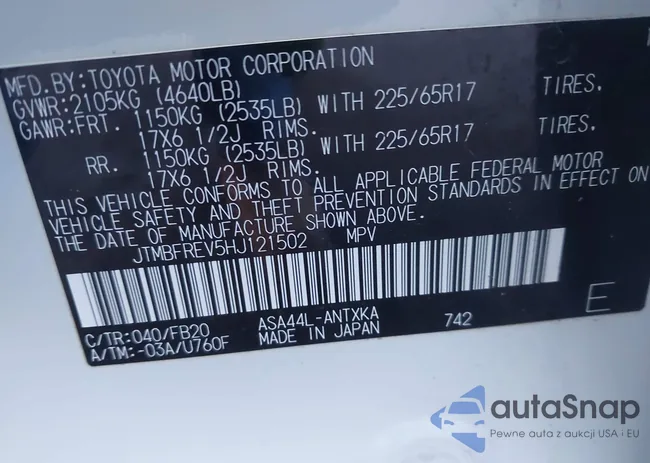 MFD.BY:TOYOTA MOTOR CORPORATION
GVWR:2105KG (4640LB)
GAWR:FRT. 1150KG (2535LB) WITH 225/65R17 TIRES.
17X6 1/2J RIMS.
RR. 1150KG (2535LB) WITH 225/65R17 TIRES.
17X6 1/2J RIMS.
THIS VEHICLE CONFORMS TO ALL APPLICABLE FEDERAL MOTOR
VEHICLE SAFETY AND THEFT PREVENTION STANDARDS IN EFFECT ON
THE DATE OF MANUFACTURE SHOWN ABOVE.
JTMBFREV5HJ121502 MPV
C/TR:040/FB20 ASA44L-ANTXKA 742 E
A/TM:-03A/U760F MADE IN JAPAN
autaSnap
Pewne auta z aukcji USA i EU